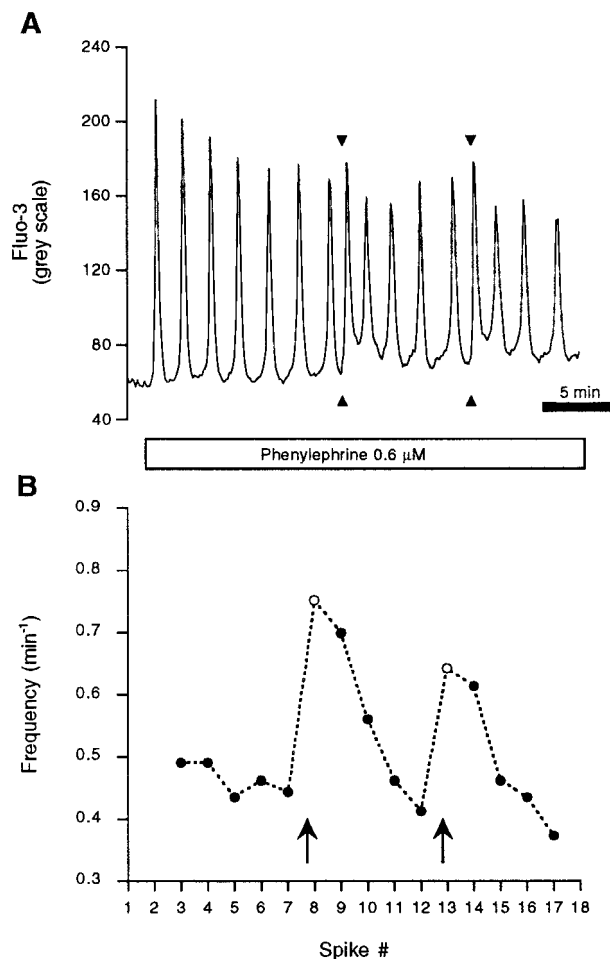 A
240
200
160
120
80
40
Fluo-3
(grey scale)
5 min
Phenylephrine 0.6 µM
B
0.9
0.8
0.7
0.6
0.5
0.4
0.3
Frequency (min-1)
1 2 3 4 5 6 7 8 9 10 11 12 13 14 15 16 17 18
Spike #